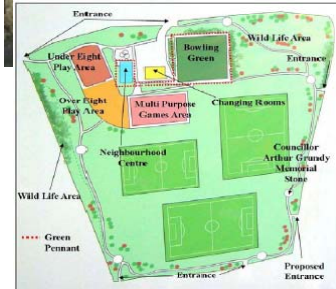 Entrance
Wild Life Area
Bowling
Green
Under Eight
Play Area
Entrance
Over Eight
Play Area
Multi Purpose
Games Area
Changing Rooms
Neighbourhood
Centre
Councillor
Arthur Grundy
Memorial
Stone
Wild Life Area
Green
Pennant
Proposed
Entrance
Entrance